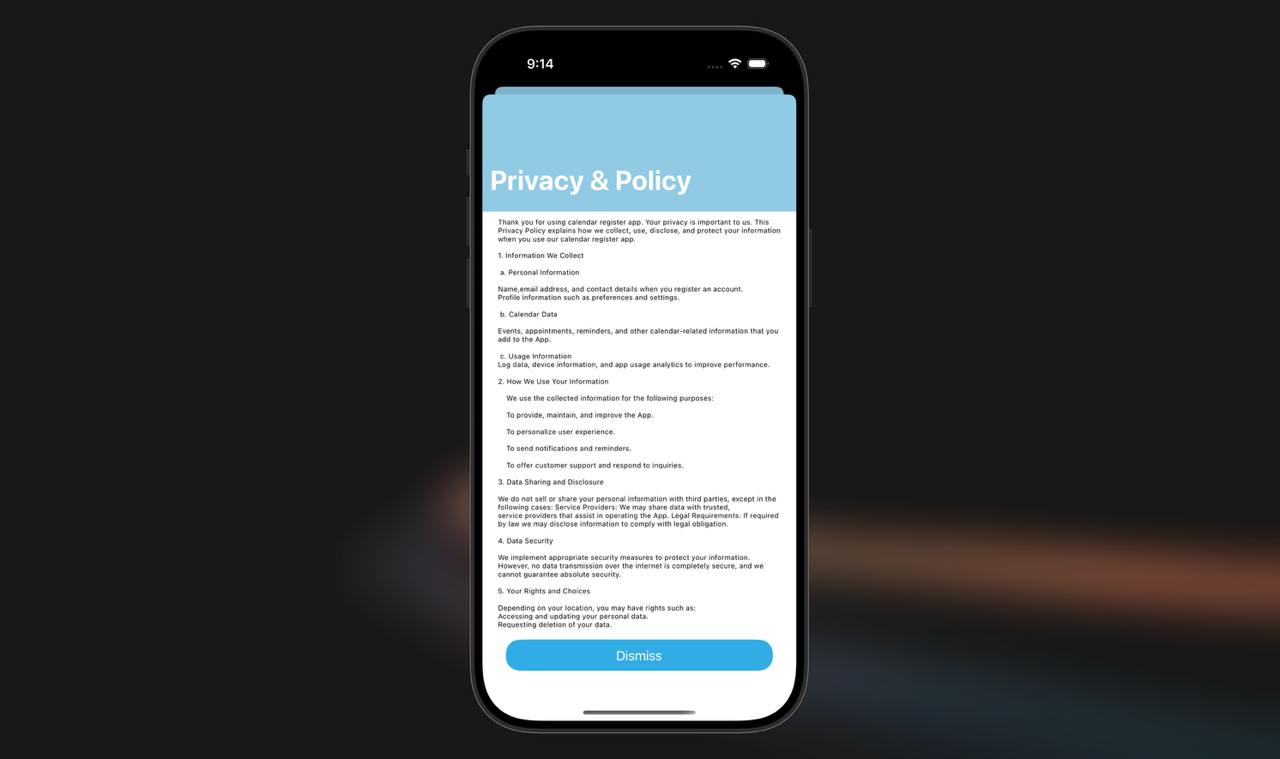 9:14
Privacy & Policy
Thank you for using calendar register app. Your privacy is important to us. This
Privacy Policy explains how we collect, use, disclose, and protect your information
when you use our calendar register app.
1. Information We Collect
a. Personal Information
Name,email address, and contact details when you register an account.
Profile information such as preferences and settings.
b. Calendar Data
Events, appointments, reminders, and other calendar-related information that you
add to the App.
c. Usage Information
Log data, device information, and app usage analytics to improve performance.
2. How We Use Your Information
We use the collected information for the following purposes:
To provide, maintain, and improve the App.
To personalize user experience.
To send notifications and reminders.
To offer customer support and respond to inquiries.
3. Data Sharing and Disclosure
We do not sell or share your personal information with third parties, except in the
following cases: Service Providers: We may share data with trusted,
service providers that assist in operating the App. Legal Requirements: If required
by law we may disclose information to comply with legal obligation.
4. Data Security
We implement appropriate security measures to protect your information.
However, no data transmission over the internet is completely secure, and we
cannot guarantee absolute security.
5. Your Rights and Choices
Depending on your location, you may have rights such as:
Accessing and updating your personal data.
Requesting deletion of your data.
Dismiss